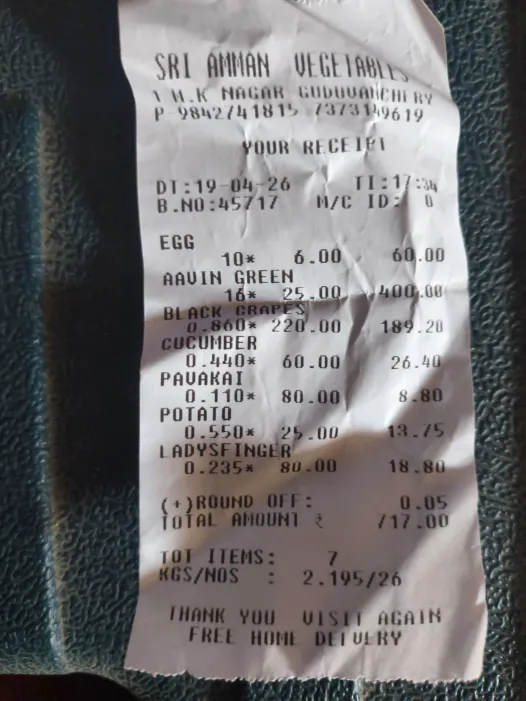 SRI AMMAN VEGETABLES
1 M.K NAGAR GUDUVANCHERY
P-9842741815 7373149619
YOUR RECEIPT
DT:19-04-26 TI:17:34
B.NO:45717 M/C ID: 0
EGG
10* 6.00 60.00
AAVIN GREEN
16* 25.00 400.00
BLACK GRAPES
0.860* 220.00 189.20
CUCUMBER
0.440* 60.00 26.40
PAVAKAI
0.110* 80.00 8.80
POTATO
0.550* 25.00 13.75
LADYSFINGER
0.235* 80.00 18.80
(+)ROUND OFF: 0.05
TOTAL AMOUNT ₹ 717.00
TOT ITEMS: 7
KGS/NOS : 2.195/26
THANK YOU VISIT AGAIN
FREE HOME DELIVERY